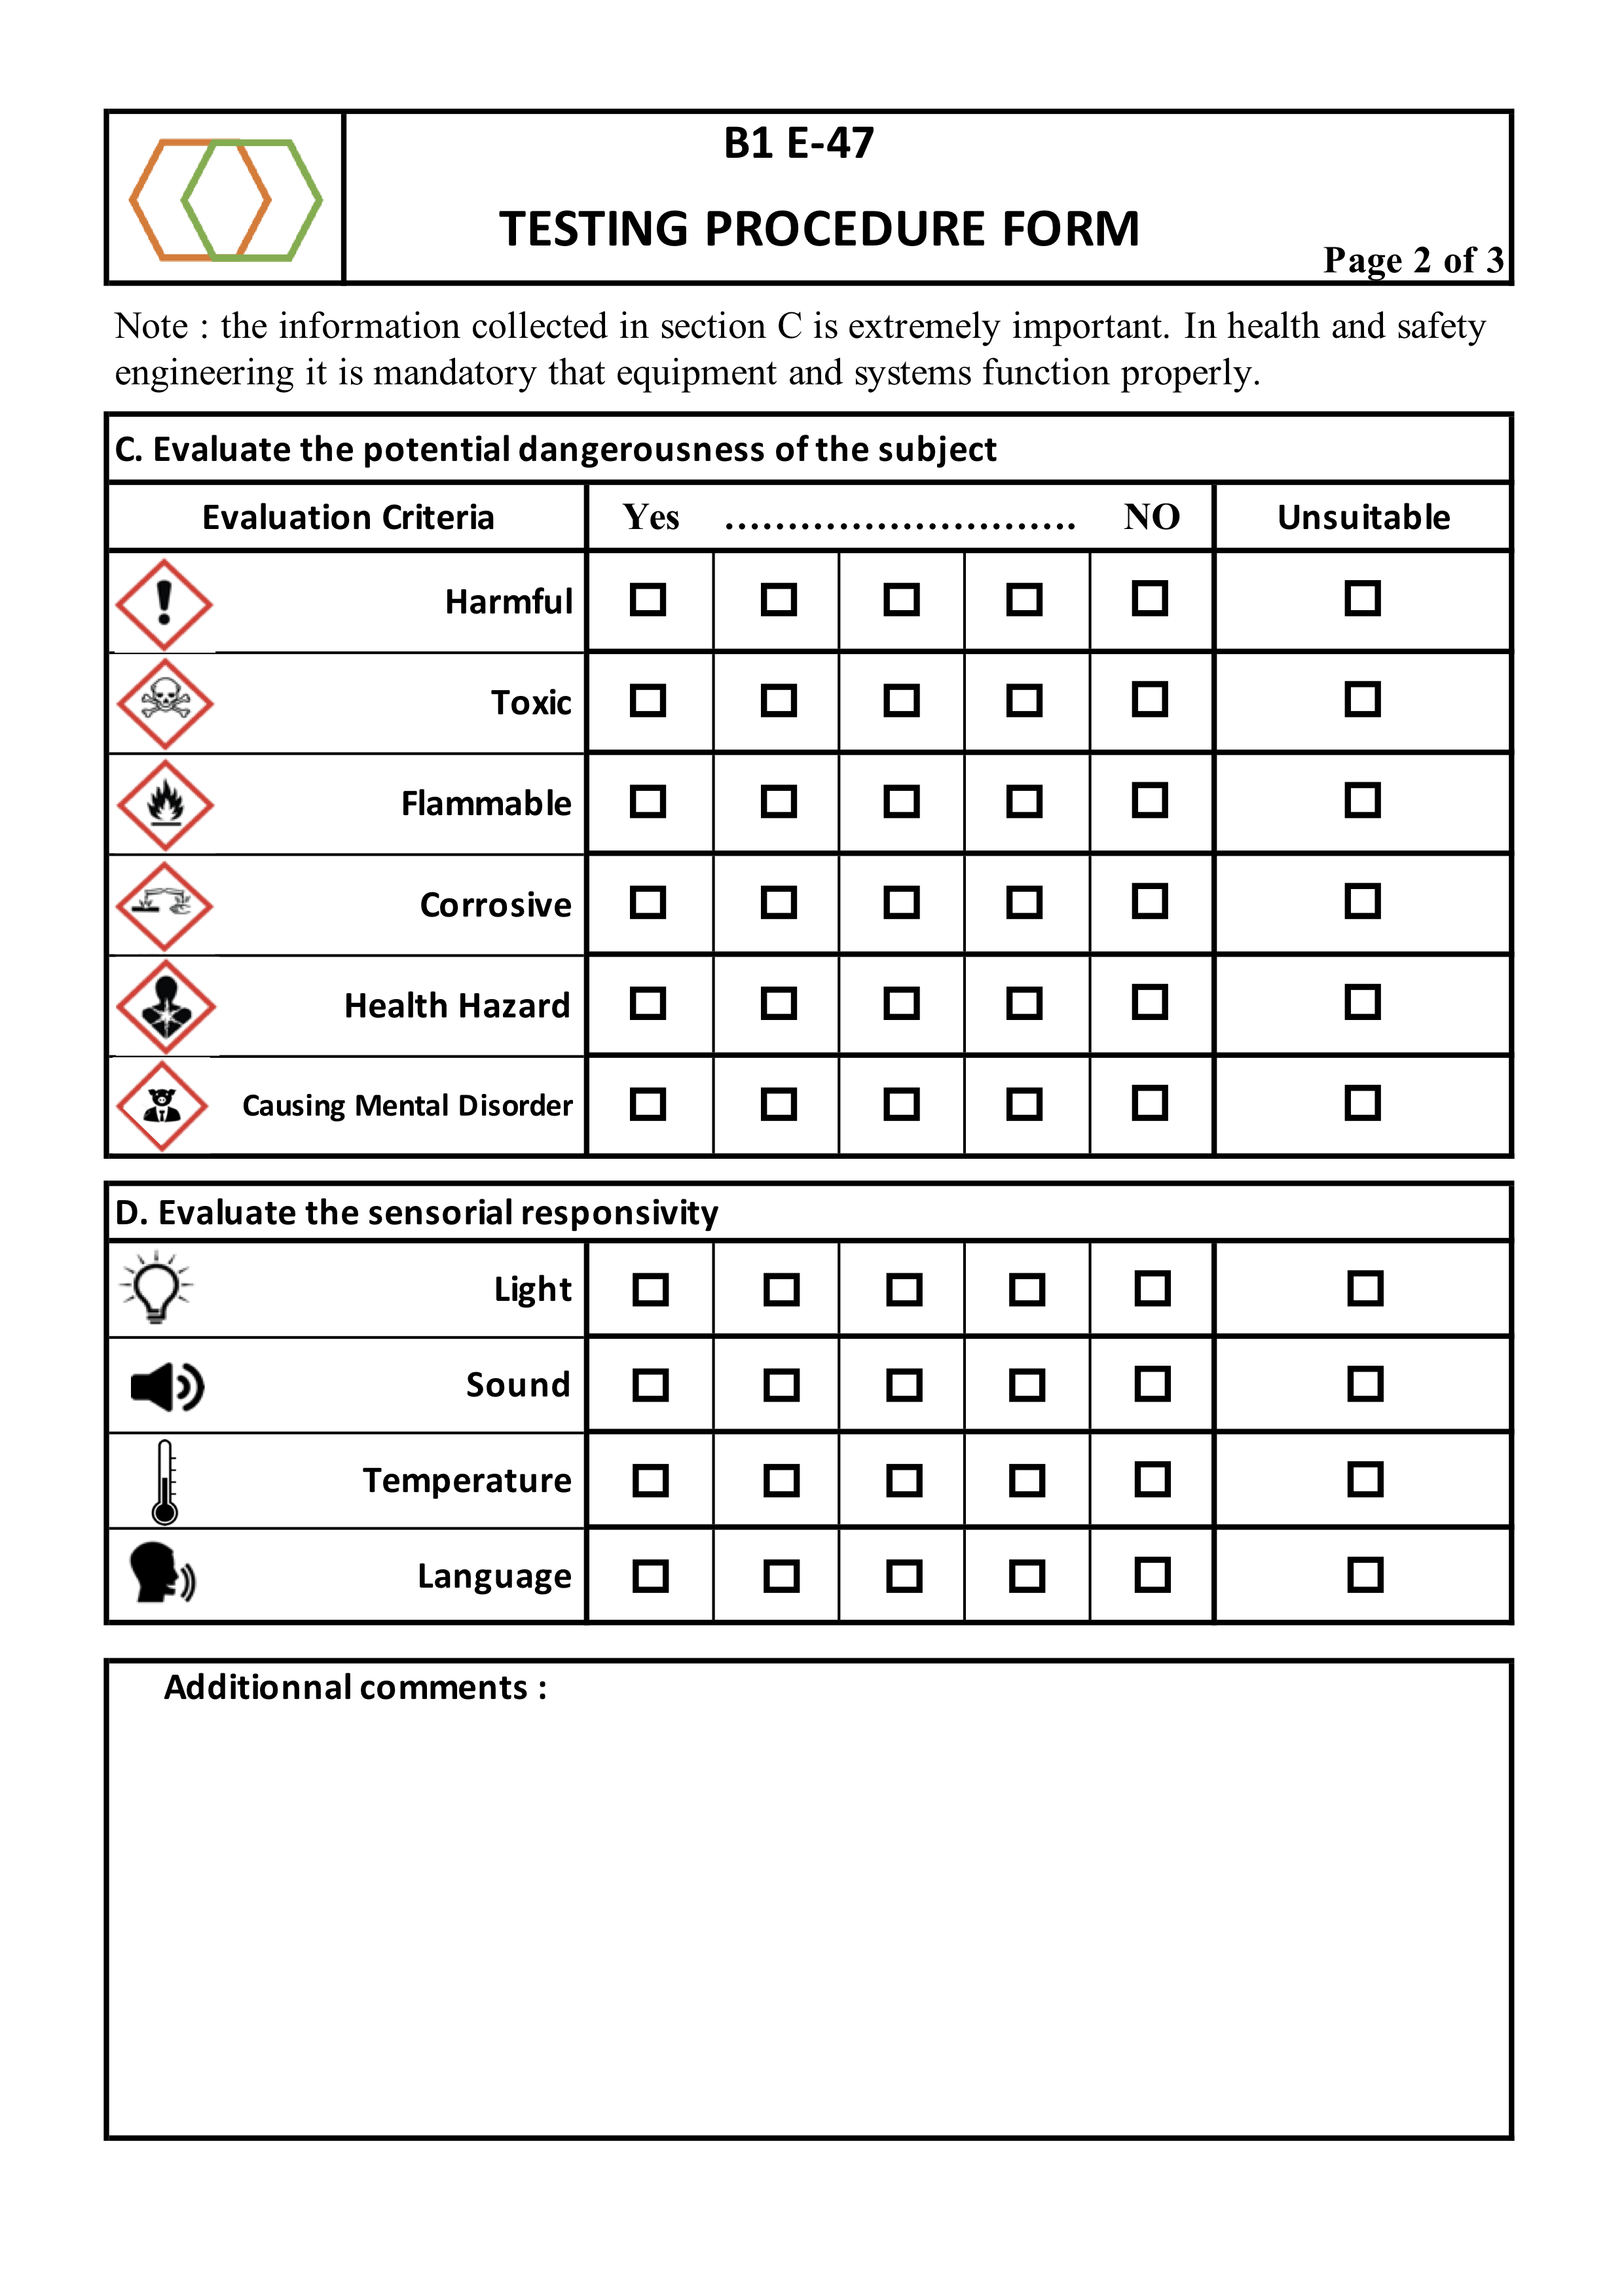 B1 E-47
TESTING PROCEDURE FORM
Page 2 of 3
Note : the information collected in section C is extremely important. In health and safety
engineering it is mandatory that equipment and systems function properly.
C. Evaluate the potential dangerousness of the subject
Evaluation Criteria Yes ............................ NO Unsuitable
Harmful
Toxic
Flammable
Corrosive
Health Hazard
Causing Mental Disorder
D. Evaluate the sensorial responsivity
Light
Sound
Temperature
Language
Additionnal comments :